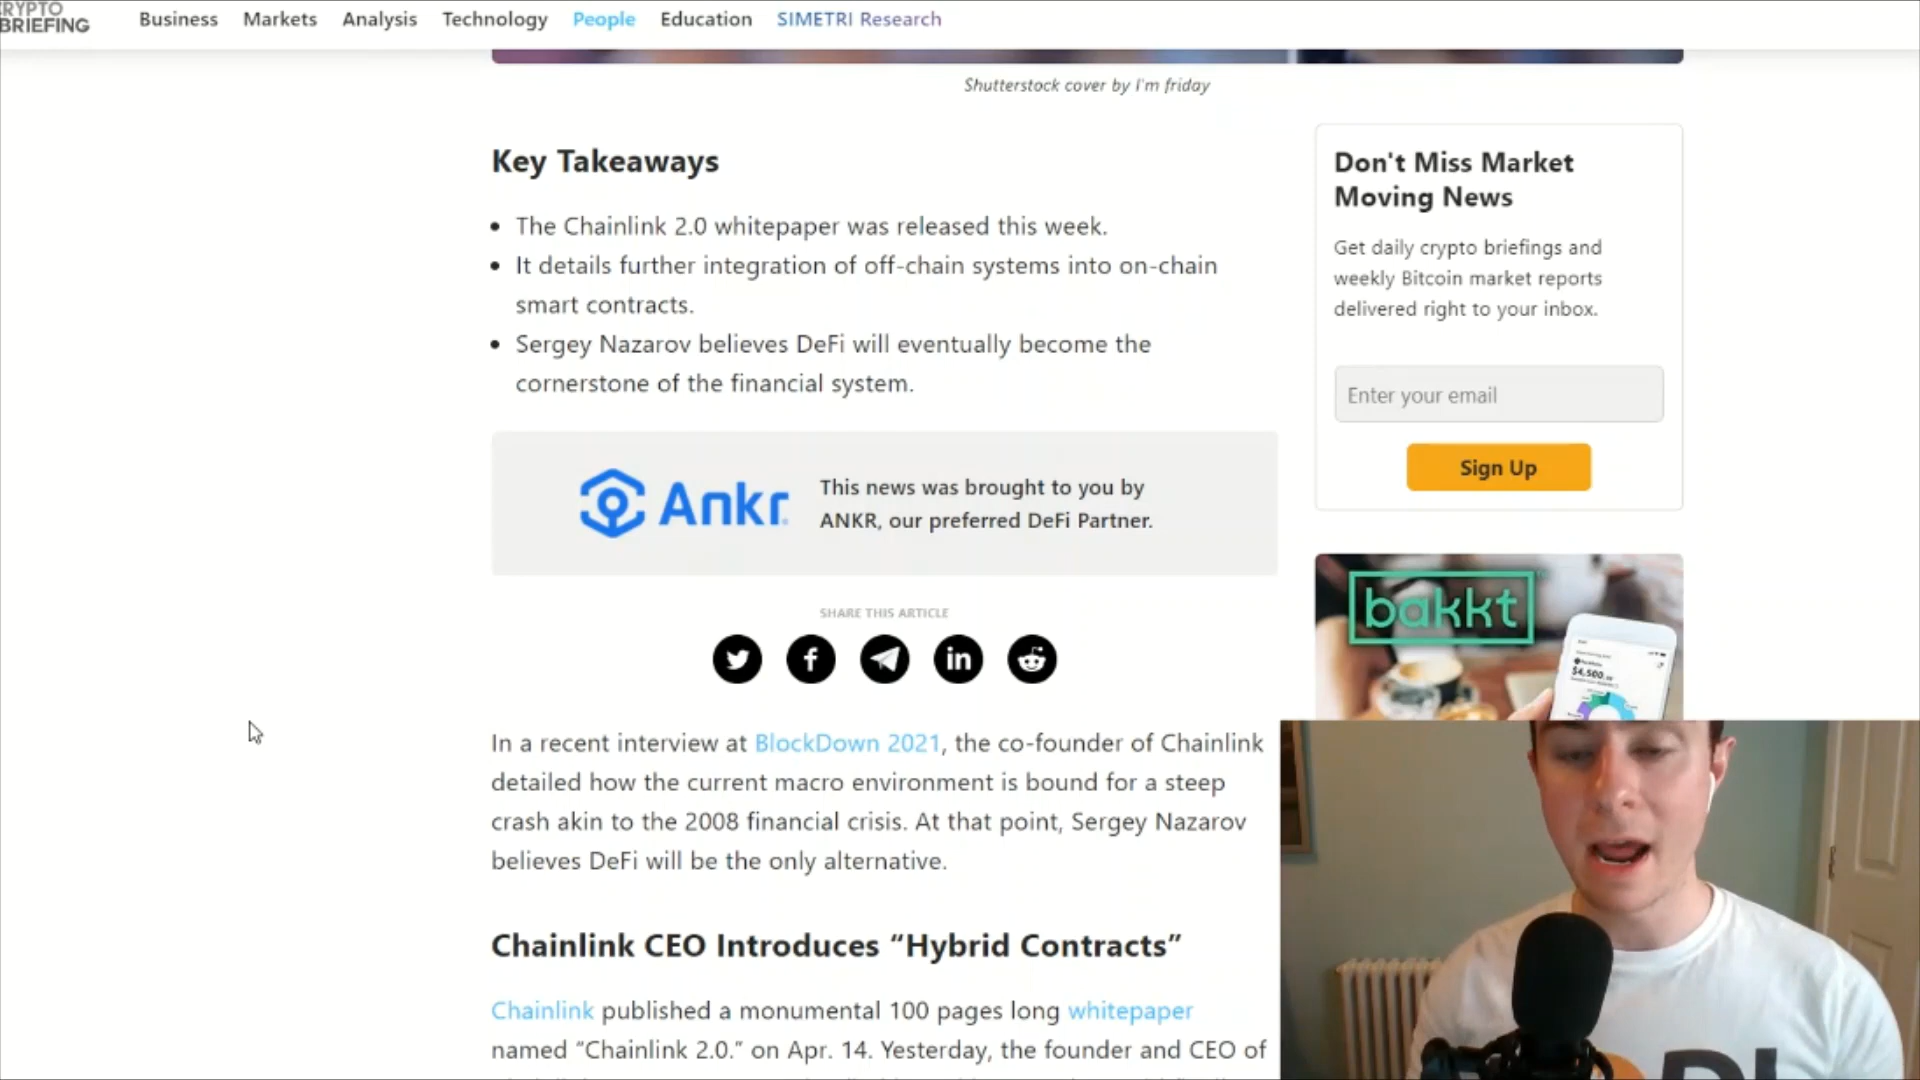 CRYPTO
BRIEFING
Business Markets Analysis Technology People Education SIMETRI Research
Shutterstock cover by I'm friday
Key Takeaways
The Chainlink 2.0 whitepaper was released this week.
It details further integration of off-chain systems into on-chain
smart contracts.
Sergey Nazarov believes DeFi will eventually become the
cornerstone of the financial system.
Ankr
This news was brought to you by
ANKR, our preferred DeFi Partner.
SHARE THIS ARTICLE
In a recent interview at BlockDown 2021, the co-founder of Chainlink
detailed how the current macro environment is bound for a steep
crash akin to the 2008 financial crisis. At that point, Sergey Nazarov
believes DeFi will be the only alternative.
Chainlink CEO Introduces “Hybrid Contracts”
Chainlink published a monumental 100 pages long whitepaper
named “Chainlink 2.0.” on Apr. 14. Yesterday, the founder and CEO of
Don't Miss Market
Moving News
Get daily crypto briefings and
weekly Bitcoin market reports
delivered right to your inbox.
Enter your email
Sign Up
bakkt